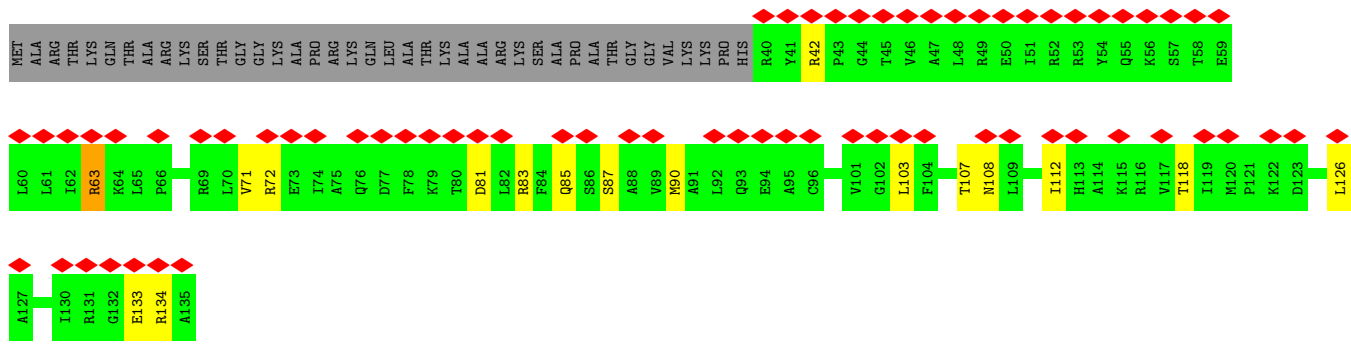 MET ALA ARG THR LYS GLN THR ALA ARG LYS SER THR GLY GLY LYS ALA PRO ARG LYS GLN LEU ALA THR LYS ALA ALA ARG LYS SER ALA PRO ALA THR GLY GLY VAL LYS LYS PRO HIS R40 Y41 R42 P43 G44 T45 V46 A47 L48 R49 E50 I51 R52 R53 Y54 Q55 K56 S57 T58 E59
L60 L61 I62 R63 K64 L65 P66 R69 L70 V71 R72 E73 I74 A75 Q76 D77 F78 K79 T80 D81 L82 R83 F84 Q85 S86 S87 A88 V89 M90 A91 L92 Q93 E94 A95 C96 V101 G102 L103 F104 T107 N108 L109 I112 H113 A114 K115 R116 V117 T118 I119 M120 P121 K122 D123 L126
A127 I130 R131 G132 E133 R134 A135